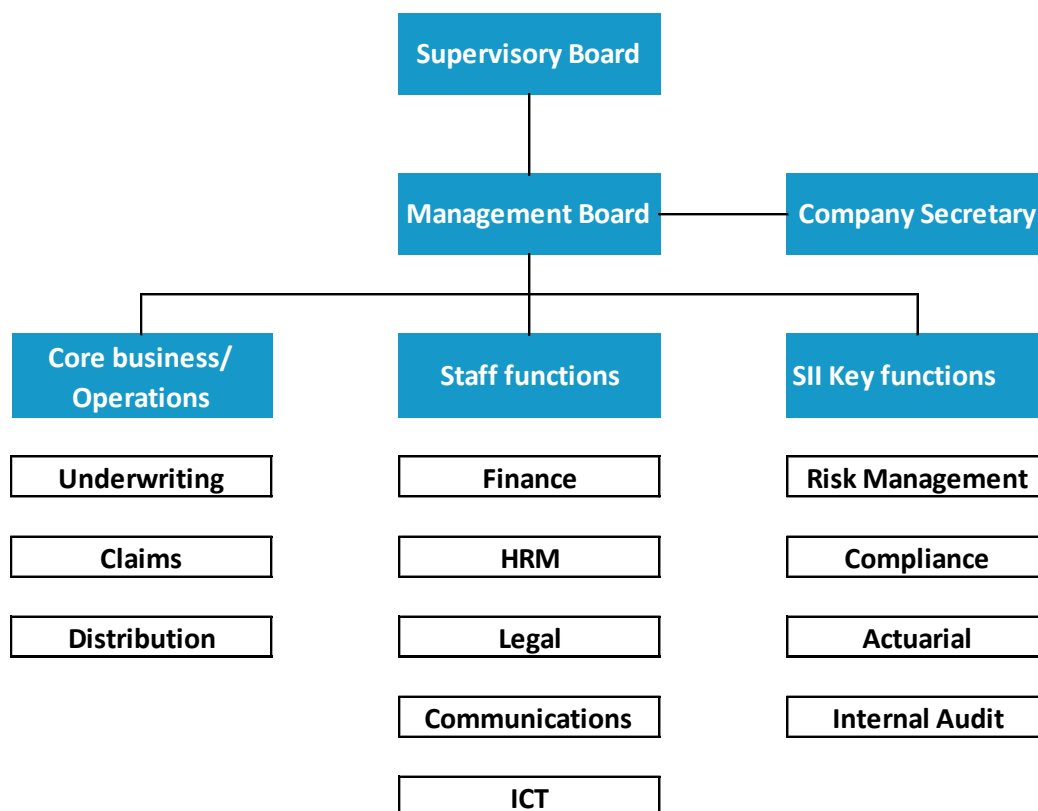 Supervisory Board
Management Board
Company Secretary
Core business/
Operations
Staff functions
SII Key functions
Underwriting
Finance
Risk Management
Claims
HRM
Compliance
Distribution
Legal
Actuarial
Communications
Internal Audit
ICT